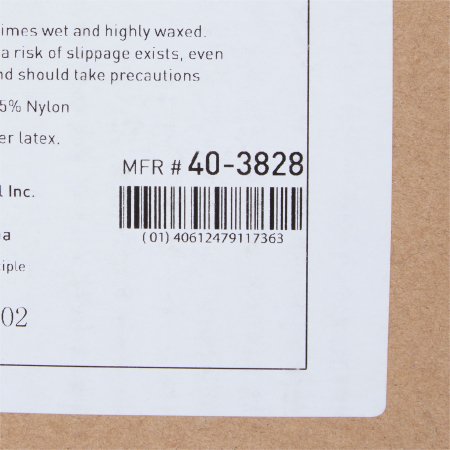 imes wet and highly waxed.
a risk of slippage exists, even
nd should take precautions
5% Nylon
er latex.
MFR # 40-3828
l Inc.
(01) 40612479117363
a
iple
02